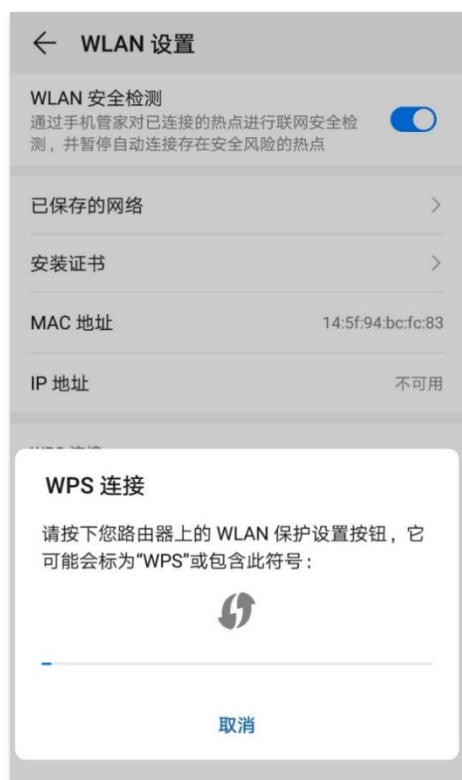 WLAN 设置
WLAN 安全检测
通过手机管家对已连接的热点进行联网安全检
测，并暂停自动连接存在安全风险的热点
已保存的网络
安装证书
MAC 地址 14:5f:94:bc:fc:83
IP 地址 不可用
WPS 连接
请按下您路由器上的 WLAN 保护设置按钮，它
可能会标为“WPS”或包含此符号：
取消